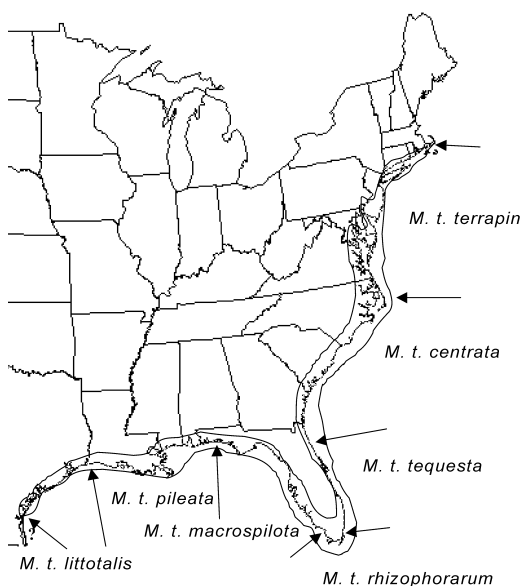 M. t. terrapin
M. t. centrata
M. t. tequesta
M. t. pileata
M. t. macrospilota
M. t. littotalis
M. t. rhizophorarum